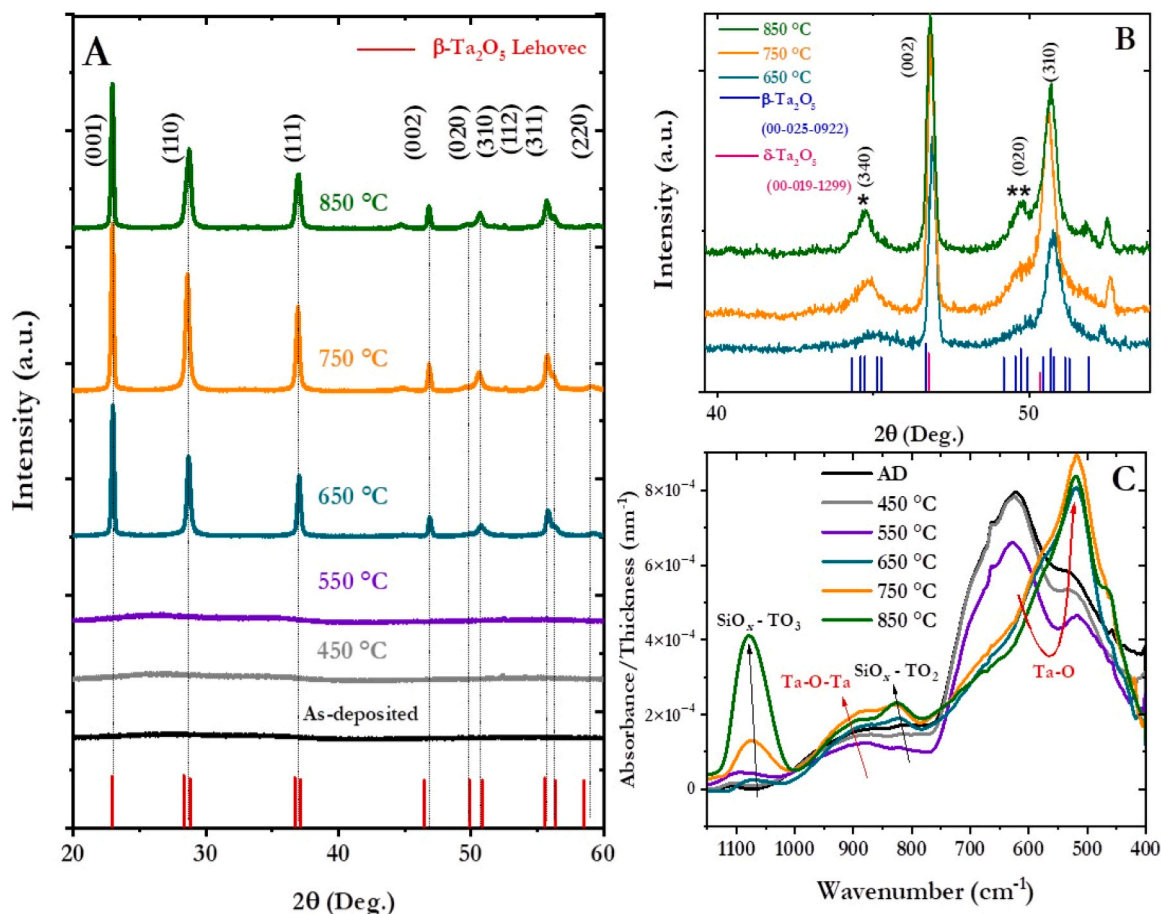 A
β-Ta₂O₅ Lehovec
(001)
(110)
(111)
(002)
(020)
(310)
(112)
(311)
(220)
850 °C
750 °C
650 °C
550 °C
450 °C
As-deposited
Intensity (a.u.)
20 30 40 50 60
2θ (Deg.)
B
850 °C
750 °C
650 °C
β-Ta₂O₅
(00-025-0922)
δ-Ta₂O₅
(00-019-1299)
* (340)
(002)
** (020)
(310)
Intensity (a.u.)
40 50
2θ (Deg.)
C
AD
450 °C
550 °C
650 °C
750 °C
850 °C
SiOₓ - TO₃
Ta-O-Ta
SiOₓ - TO₂
Ta-O
Absorbance / Thickness (nm⁻¹)
8×10⁻⁴
6×10⁻⁴
4×10⁻⁴
2×10⁻⁴
0
1100 1000 900 800 700 600 500 400
Wavenumber (cm⁻¹)